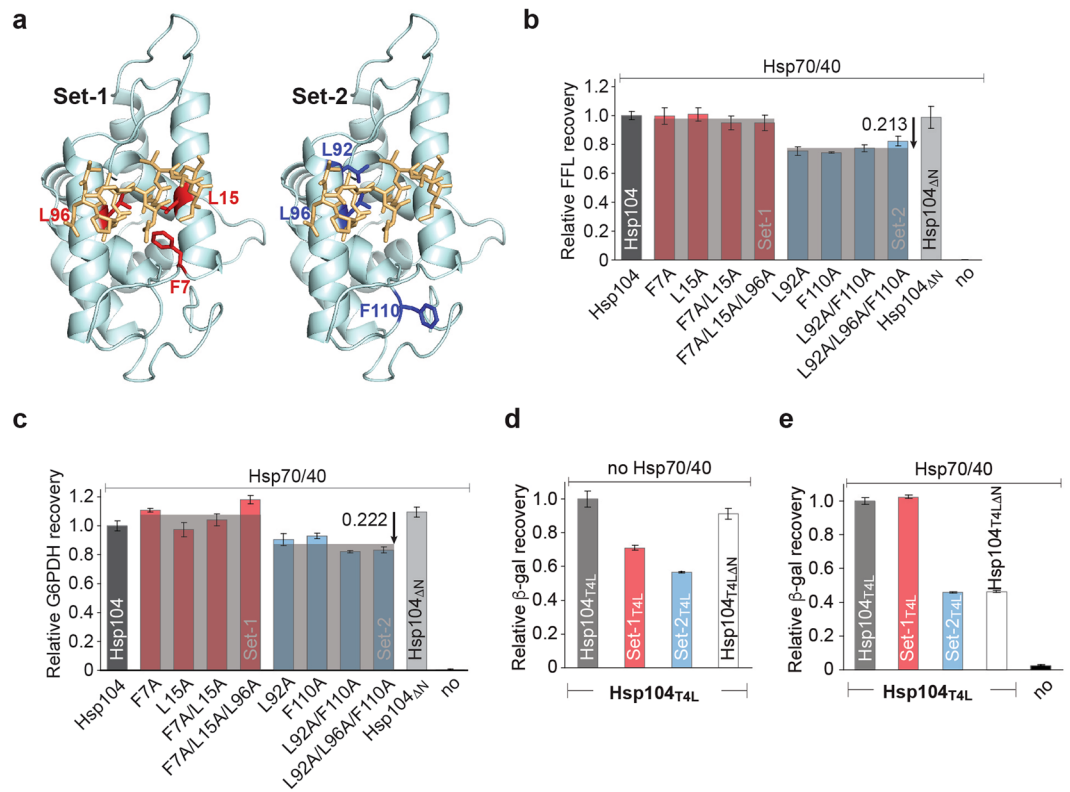 a
Set-1
L96
L15
F7
Set-2
L92
L96
F110
b
Hsp70/40
Relative FFL recovery
1.2
1.0
0.8
0.6
0.4
0.2
0
0.213
Hsp104
Set-1
Set-2
Hsp104ΔN
Hsp104
F7A
L15A
F7A/L15A
F7A/L15A/L96A
L92A
F110A
L92A/F110A
L92A/L96A/F110A
Hsp104ΔN
no
c
Hsp70/40
Relative G6PDH recovery
1.2
1.0
0.8
0.6
0.4
0.2
0
0.222
Hsp104
Set-1
Set-2
Hsp104ΔN
Hsp104
F7A
L15A
F7A/L15A
F7A/L15A/L96A
L92A
F110A
L92A/F110A
L92A/L96A/F110A
Hsp104ΔN
no
d
no Hsp70/40
Relative β-gal recovery
1.0
0.8
0.6
0.4
0.2
0
Hsp104T4L
Set-1T4L
Set-2T4L
Hsp104T4LΔN
Hsp104T4L
e
Hsp70/40
Relative β-gal recovery
1.0
0.8
0.6
0.4
0.2
0
Hsp104T4L
Set-1T4L
Set-2T4L
Hsp104T4LΔN
Hsp104T4L
no